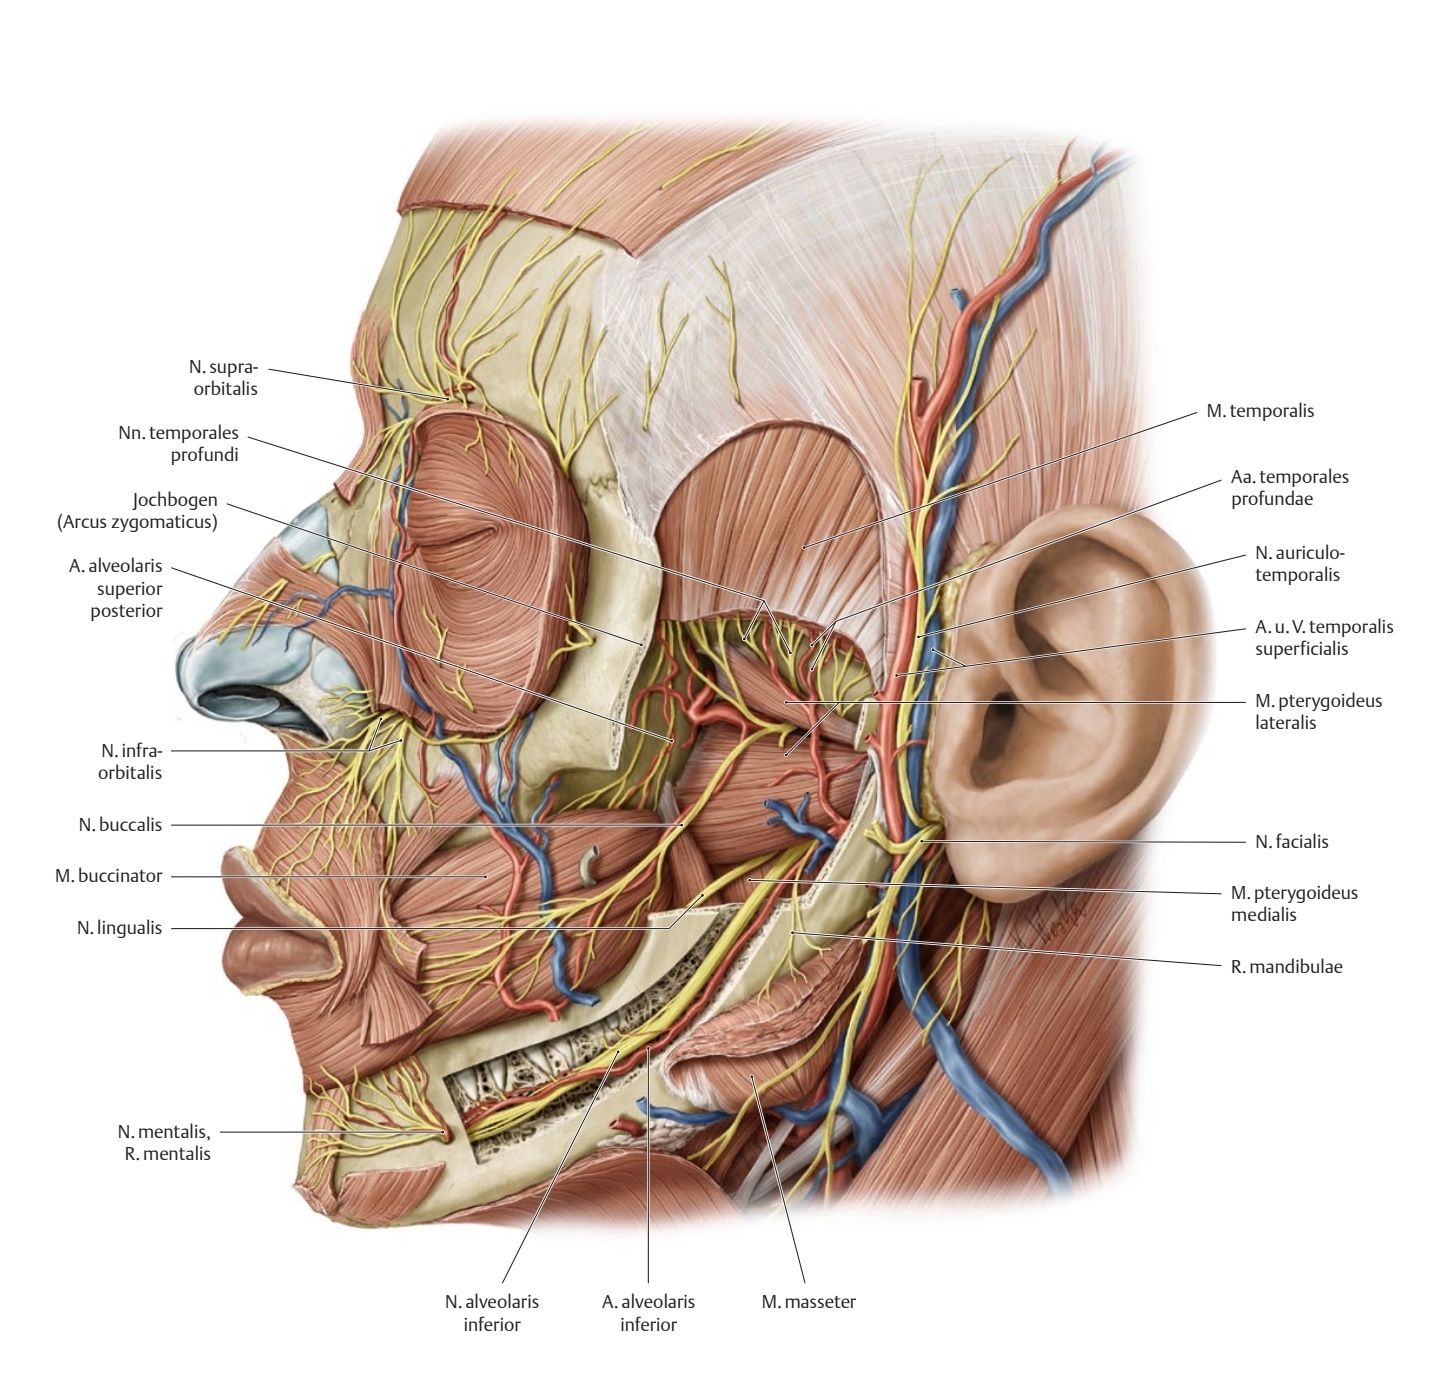 N. supra-
orbitalis
Nn. temporales
profundi
Jochbogen
(Arcus zygomaticus)
A. alveolaris
superior
posterior
N. infra-
orbitalis
N. buccalis
M. buccinator
N. lingualis
N. mentalis,
R. mentalis
M. temporalis
Aa. temporales
profundae
N. auriculo-
temporalis
A. u. V. temporalis
superficialis
M. pterygoideus
lateralis
N. facialis
M. pterygoideus
medialis
R. mandibulae
N. alveolaris
inferior
A. alveolaris
inferior
M. masseter